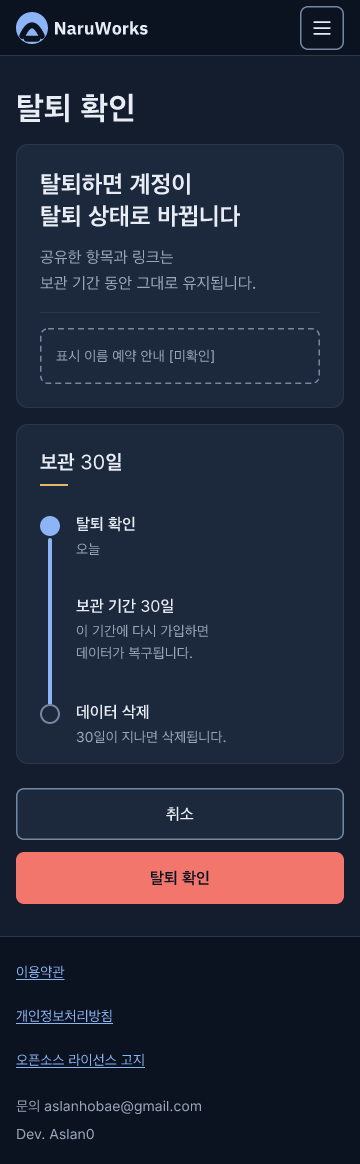 NaruWorks
탈퇴 확인
탈퇴하면 계정이
탈퇴 상태로 바뀝니다
공유한 항목과 링크는
보관 기간 동안 그대로 유지됩니다.
표시 이름 예약 안내 [미확인]
보관 30일
탈퇴 확인
오늘
보관 기간 30일
이 기간에 다시 가입하면
데이터가 복구됩니다.
데이터 삭제
30일이 지나면 삭제됩니다.
취소
탈퇴 확인
이용약관
개인정보처리방침
오픈소스 라이선스 고지
문의 aslanhobae@gmail.com
Dev. Aslan0